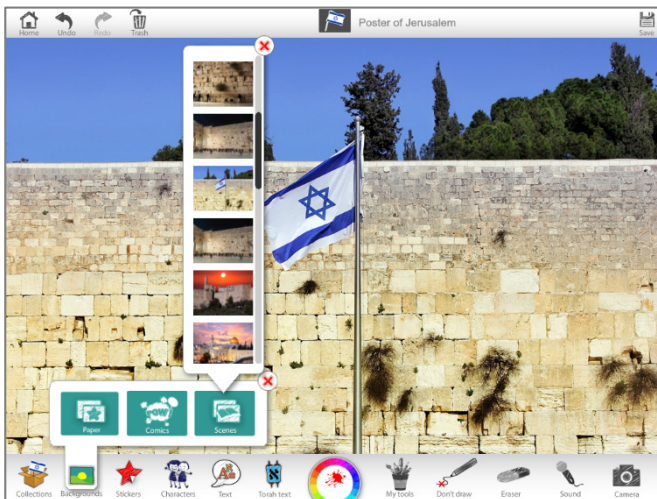 Home Undo Redo Trash Poster of Jerusalem Save
Paper Comics Scenes
POW
Collections Backgrounds Stickers Characters Text Torah text My tools Don't draw Eraser Sound Camera